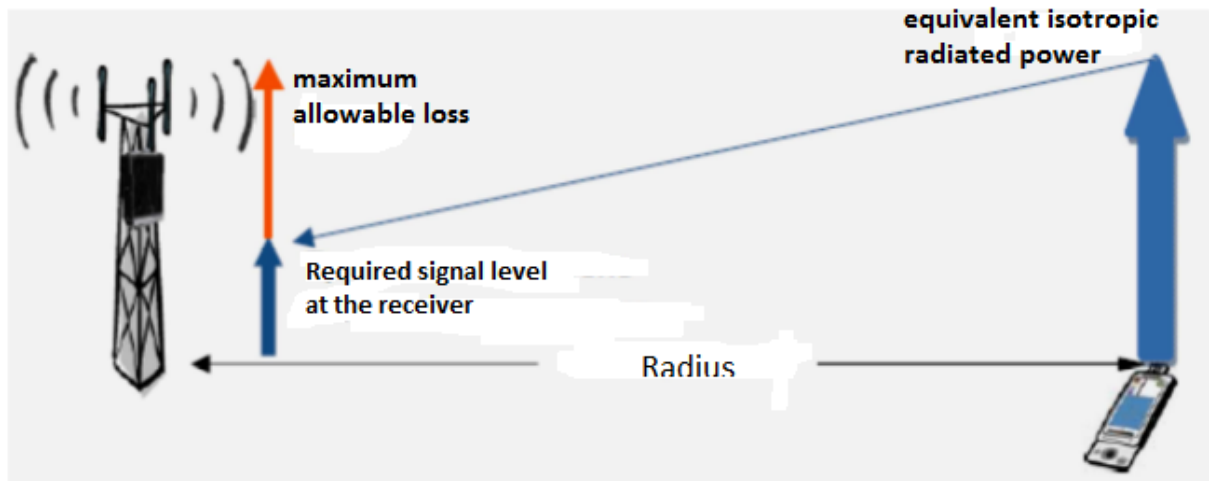 equivalent isotropic
radiated power
maximum
allowable loss
Required signal level
at the receiver
Radius